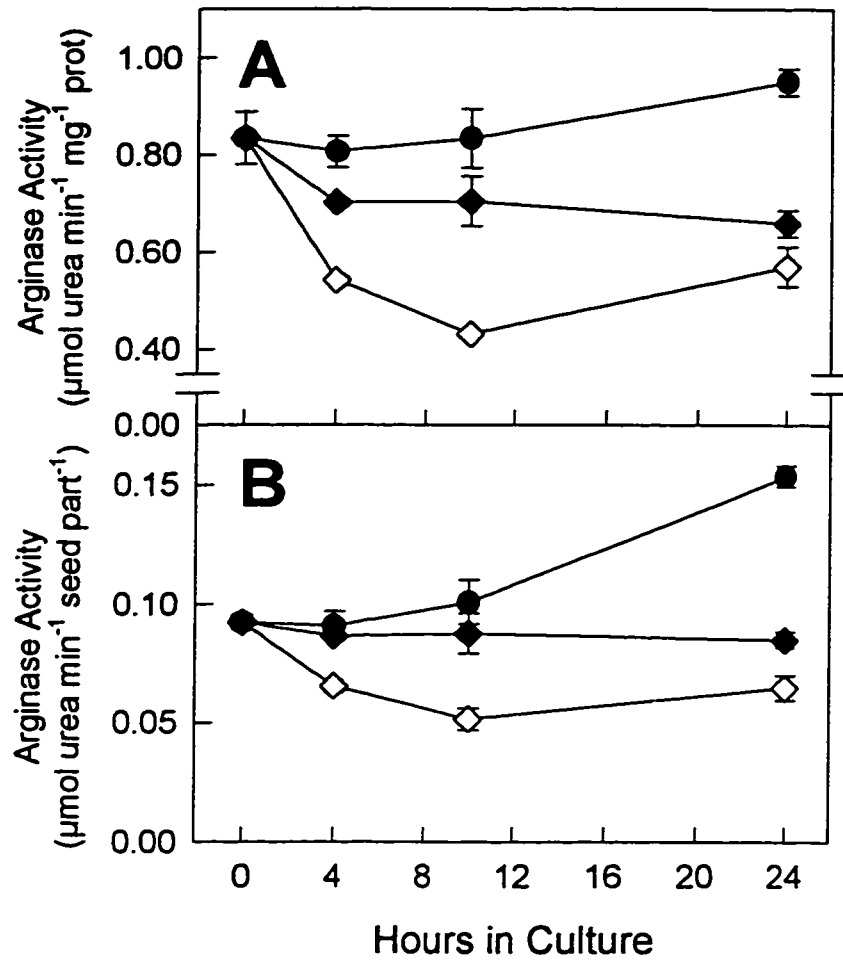 A
Arginase Activity
(µmol urea min⁻¹ mg⁻¹ prot)
1.00
0.80
0.60
0.40
0.00
B
Arginase Activity
(µmol urea min⁻¹ seed part⁻¹)
0.15
0.10
0.05
0.00
0 4 8 12 16 20 24
Hours in Culture